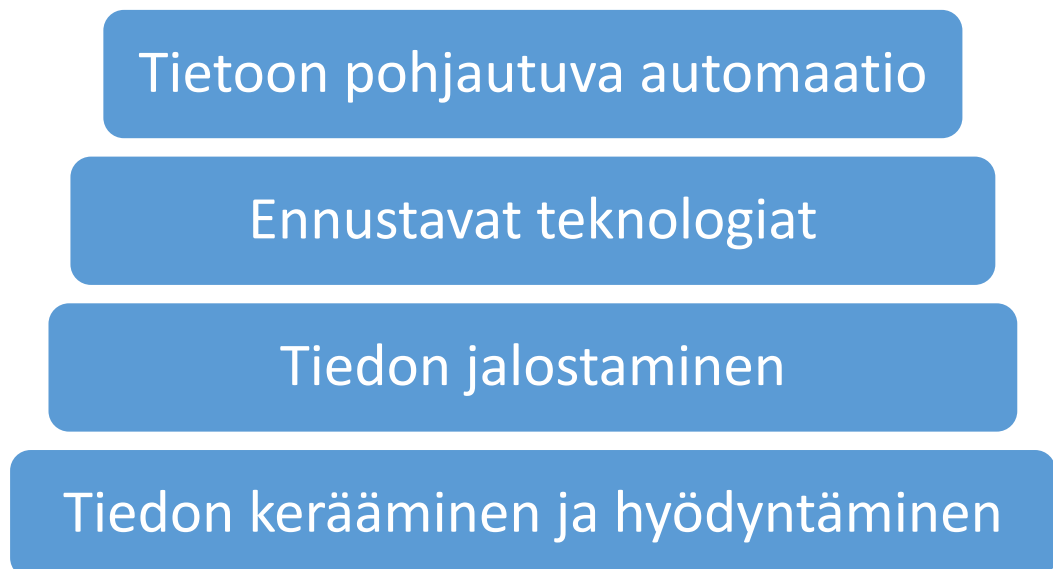 Tietoon pohjautuva automaatio
Ennustavat teknologiat
Tiedon jalostaminen
Tiedon kerääminen ja hyödyntäminen